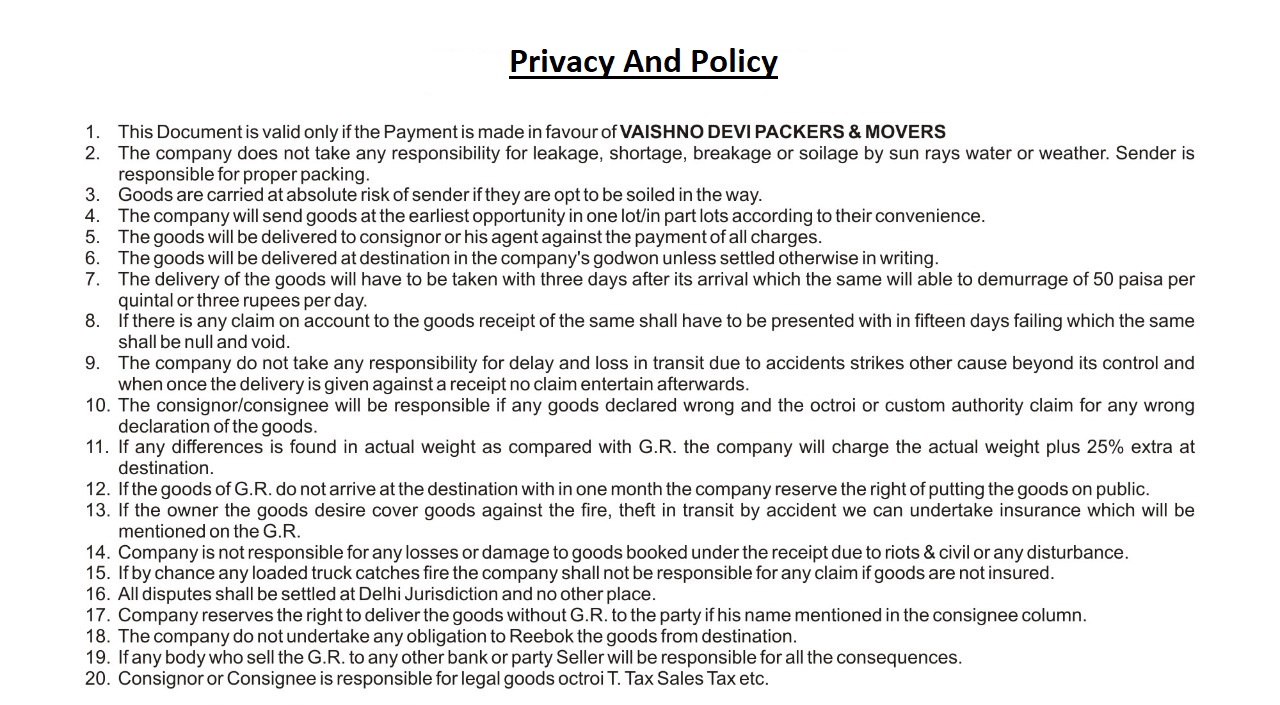 Privacy And Policy
1. This Document is valid only if the Payment is made in favour of VAISHNO DEVI PACKERS & MOVERS
2. The company does not take any responsibility for leakage, shortage, breakage or soilage by sun rays water or weather. Sender is
responsible for proper packing.
3. Goods are carried at absolute risk of sender if they are opt to be soiled in the way.
4. The company will send goods at the earliest opportunity in one lot/in part lots according to their convenience.
5. The goods will be delivered to consignor or his agent against the payment of all charges.
6. The goods will be delivered at destination in the company's godwon unless settled otherwise in writing.
7. The delivery of the goods will have to be taken with three days after its arrival which the same will able to demurrage of 50 paisa per
quintal or three rupees per day.
8. If there is any claim on account to the goods receipt of the same shall have to be presented with in fifteen days failing which the same
shall be null and void.
9. The company do not take any responsibility for delay and loss in transit due to accidents strikes other cause beyond its control and
when once the delivery is given against a receipt no claim entertain afterwards.
10. The consignor/consignee will be responsible if any goods declared wrong and the octroi or custom authority claim for any wrong
declaration of the goods.
11. If any differences is found in actual weight as compared with G.R. the company will charge the actual weight plus 25% extra at
destination.
12. If the goods of G.R. do not arrive at the destination with in one month the company reserve the right of putting the goods on public.
13. If the owner the goods desire cover goods against the fire, theft in transit by accident we can undertake insurance which will be
mentioned on the G.R.
14. Company is not responsible for any losses or damage to goods booked under the receipt due to riots & civil or any disturbance.
15. If by chance any loaded truck catches fire the company shall not be responsible for any claim if goods are not insured.
16. All disputes shall be settled at Delhi Jurisdiction and no other place.
17. Company reserves the right to deliver the goods without G.R. to the party if his name mentioned in the consignee column.
18. The company do not undertake any obligation to Reebok the goods from destination.
19. If any body who sell the G.R. to any other bank or party Seller will be responsible for all the consequences.
20. Consignor or Consignee is responsible for legal goods octroi T. Tax Sales Tax etc.